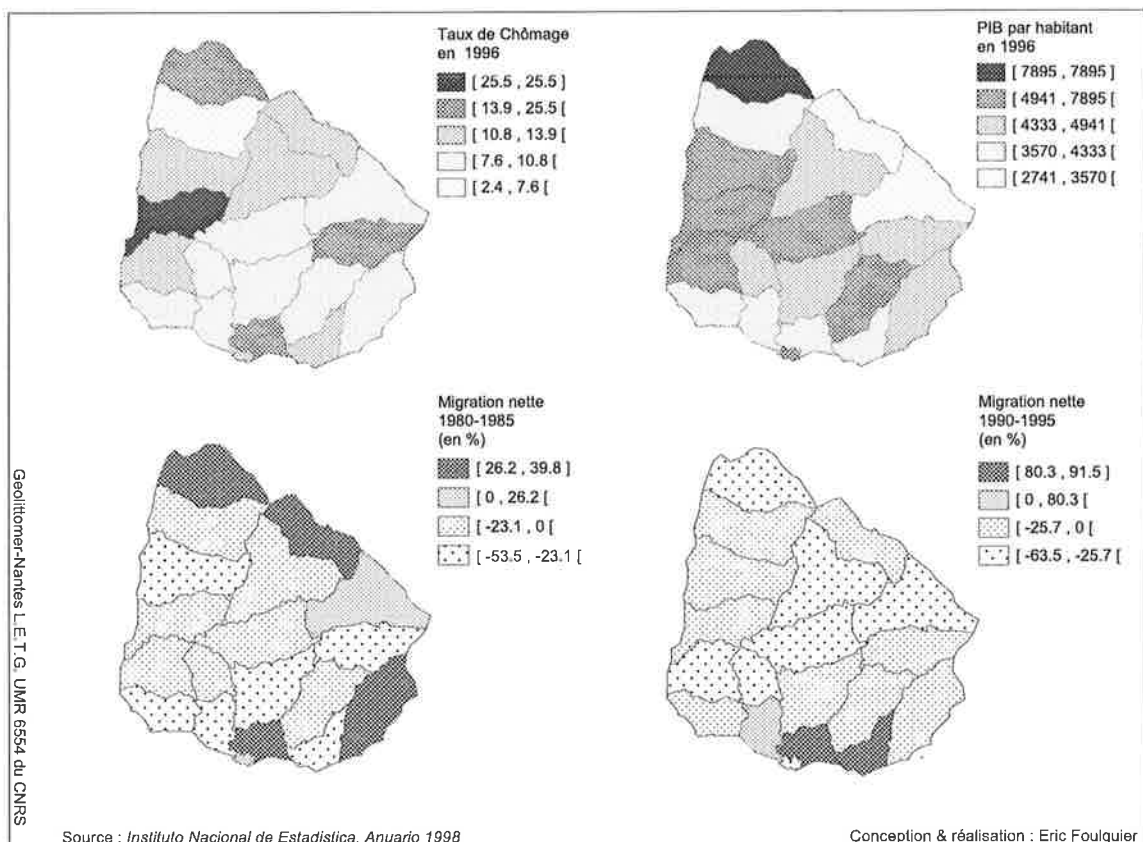 Taux de Chômage
en 1996
[ 25.5 , 25.5 ]
[ 13.9 , 25.5 [
[ 10.8 , 13.9 [
[ 7.6 , 10.8 [
[ 2.4 , 7.6 [
PIB par habitant
en 1996
[ 7895 , 7895 ]
[ 4941 , 7895 [
[ 4333 , 4941 [
[ 3570 , 4333 [
[ 2741 , 3570 [
Migration nette
1980-1985
(en %)
[ 26.2 , 39.8 ]
[ 0 , 26.2 [
[ -23.1 , 0 [
[ -53.5 , -23.1 [
Migration nette
1990-1995
(en %)
[ 80.3 , 91.5 ]
[ 0 , 80.3 [
[ -25.7 , 0 [
[ -63.5 , -25.7 [
Geolittomer-Nantes L.E.T.G. UMR 6554 du CNRS
Source : Instituto Nacional de Estadistica, Anuario 1998
Conception & réalisation : Eric Foulquier